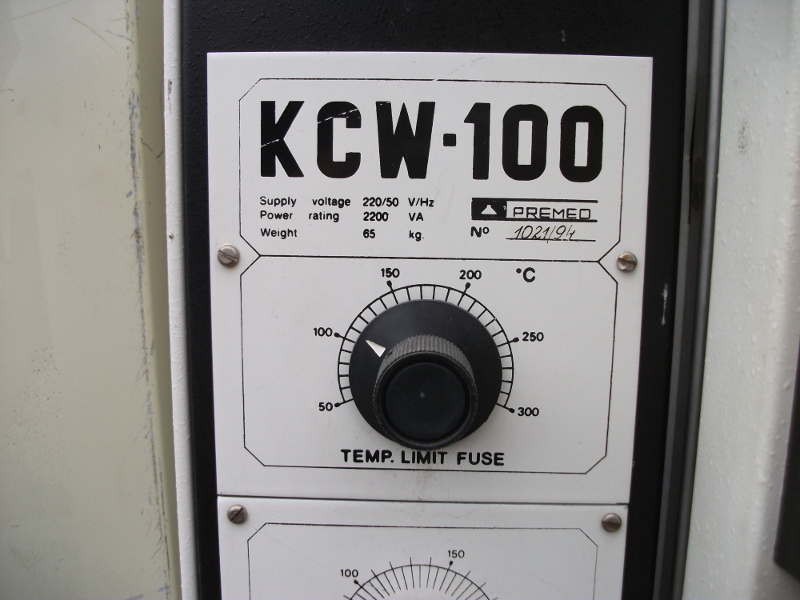 KCW-100
Supply voltage 220/50 V/Hz
Power rating 2200 VA
Weight 65 kg.
PREMED
Nº 1021/94
°C
50
100
150
200
250
300
TEMP. LIMIT FUSE
100
150